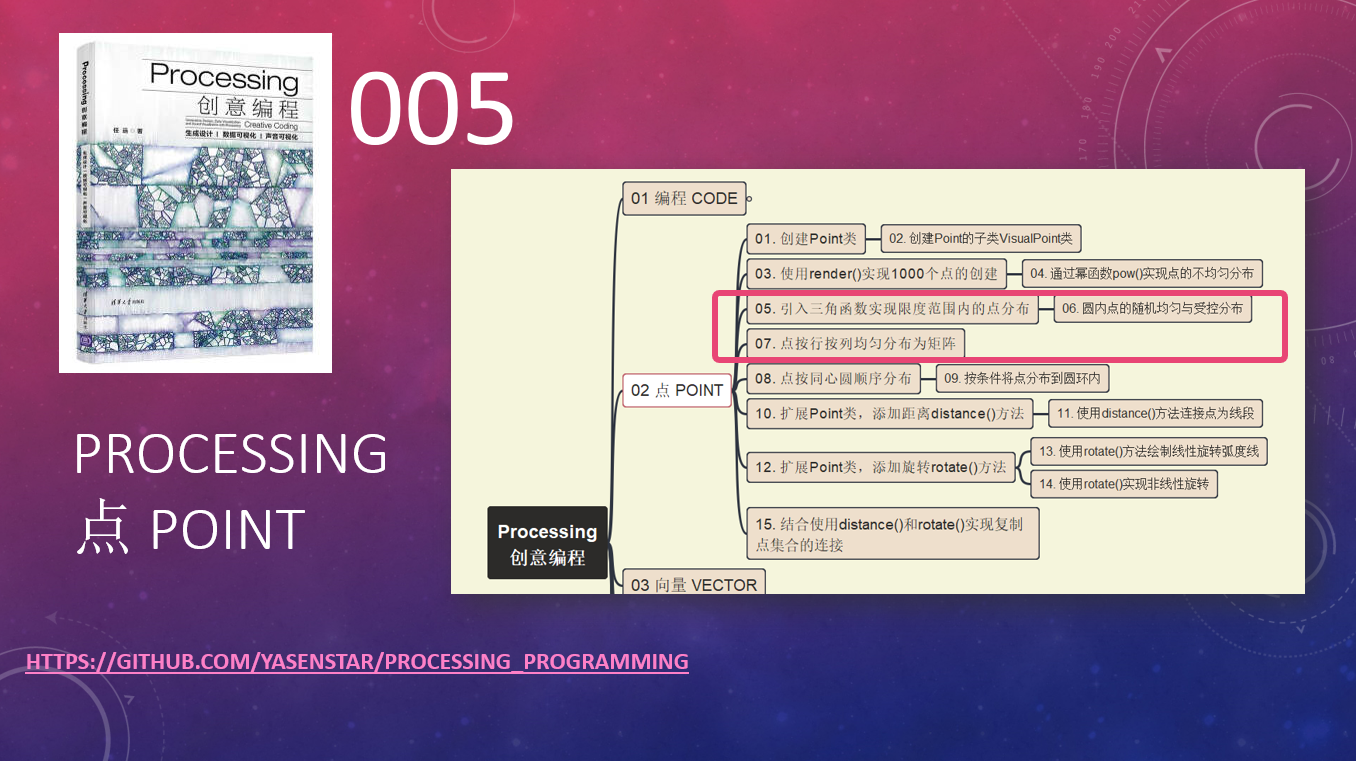 Processing
创意编程
Creative Coding
任远 著
生成设计 | 数据可视化 | 声音可视化
Processing 创意编程
清华大学出版社
005
PROCESSING
点 POINT
01 编程 CODE
01. 创建Point类
02. 创建Point的子类VisualPoint类
03. 使用render()实现1000个点的创建
04. 通过幂函数pow()实现点的不均匀分布
05. 引入三角函数实现限度范围内的点分布
06. 圆内点的随机均匀与受控分布
07. 点按行按列均匀分布为矩阵
02 点 POINT
08. 点按同心圆顺序分布
09. 按条件将点分布到圆环内
10. 扩展Point类，添加距离distance()方法
11. 使用distance()方法连接点为线段
12. 扩展Point类，添加旋转rotate()方法
13. 使用rotate()方法绘制线性旋转弧度线
14. 使用rotate()实现非线性旋转
15. 结合使用distance()和rotate()实现复制
点集合的连接
Processing
创意编程
03 向量 VECTOR
HTTPS://GITHUB.COM/YASENSTAR/PROCESSING_PROGRAMMING